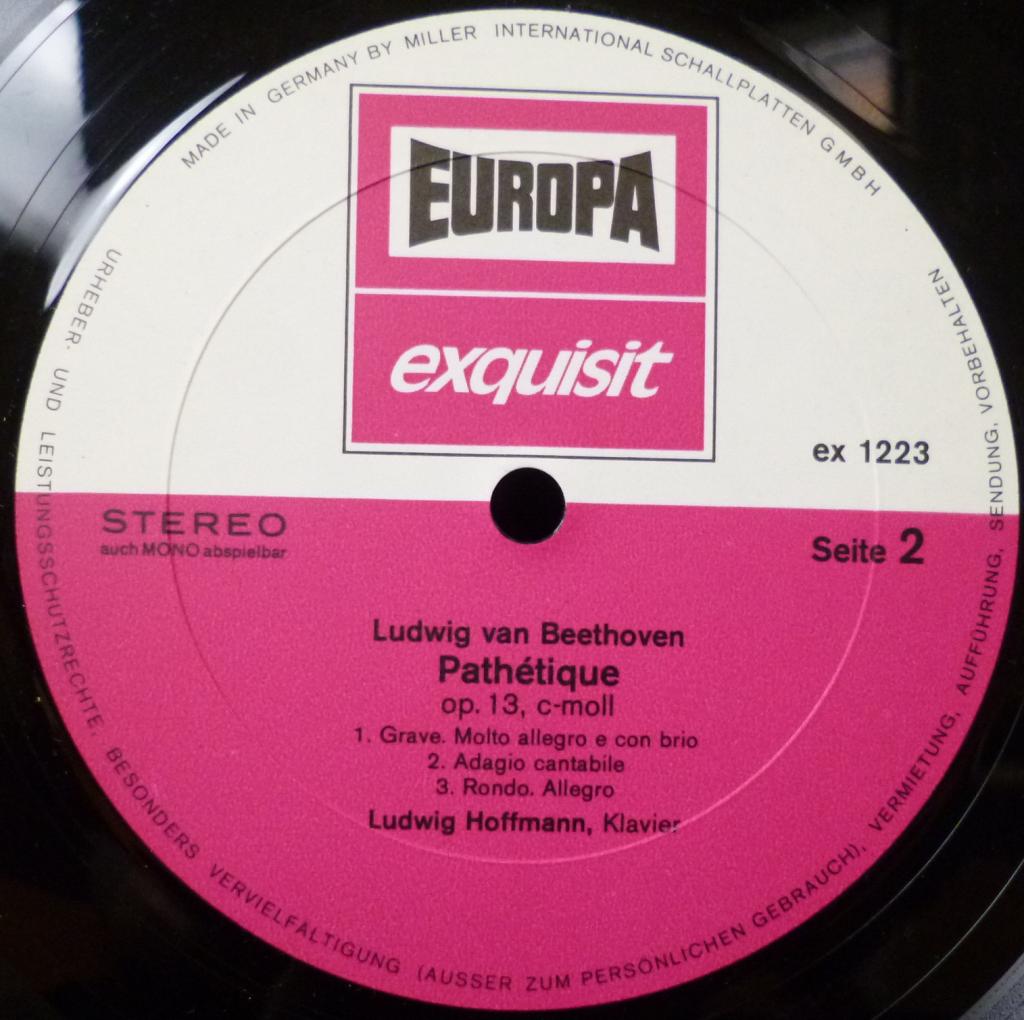 MADE IN GERMANY BY MILLER INTERNATIONAL SCHALLPLATTEN GMBH
EUROPA
exquisit
ex 1223
STEREO
auch MONO abspielbar
Seite 2
Ludwig van Beethoven
Pathétique
op. 13, c-moll
1. Grave. Molto allegro e con brio
2. Adagio cantabile
3. Rondo. Allegro
Ludwig Hoffmann, Klavier
URHEBER- UND LEISTUNGSSCHUTZRECHTE, BESONDERS VERVIELFÄLTIGUNG (AUSSER ZUM PERSÖNLICHEN GEBRAUCH), VERMIETUNG, AUFFÜHRUNG, SENDUNG, VORBEHALTEN